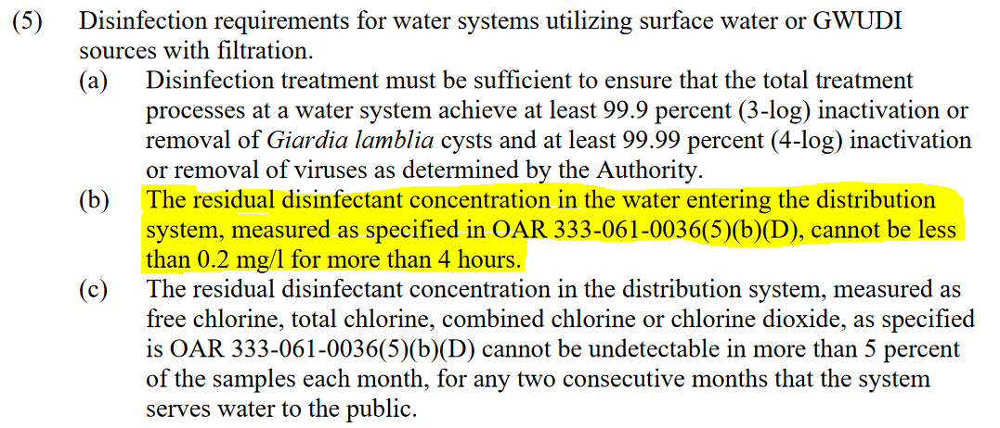 (5) Disinfection requirements for water systems utilizing surface water or GWUDI
sources with filtration.
(a) Disinfection treatment must be sufficient to ensure that the total treatment
processes at a water system achieve at least 99.9 percent (3-log) inactivation or
removal of Giardia lamblia cysts and at least 99.99 percent (4-log) inactivation
or removal of viruses as determined by the Authority.
(b) The residual disinfectant concentration in the water entering the distribution
system, measured as specified in OAR 333-061-0036(5)(b)(D), cannot be less
than 0.2 mg/l for more than 4 hours.
(c) The residual disinfectant concentration in the distribution system, measured as
free chlorine, total chlorine, combined chlorine or chlorine dioxide, as specified
is OAR 333-061-0036(5)(b)(D) cannot be undetectable in more than 5 percent
of the samples each month, for any two consecutive months that the system
serves water to the public.